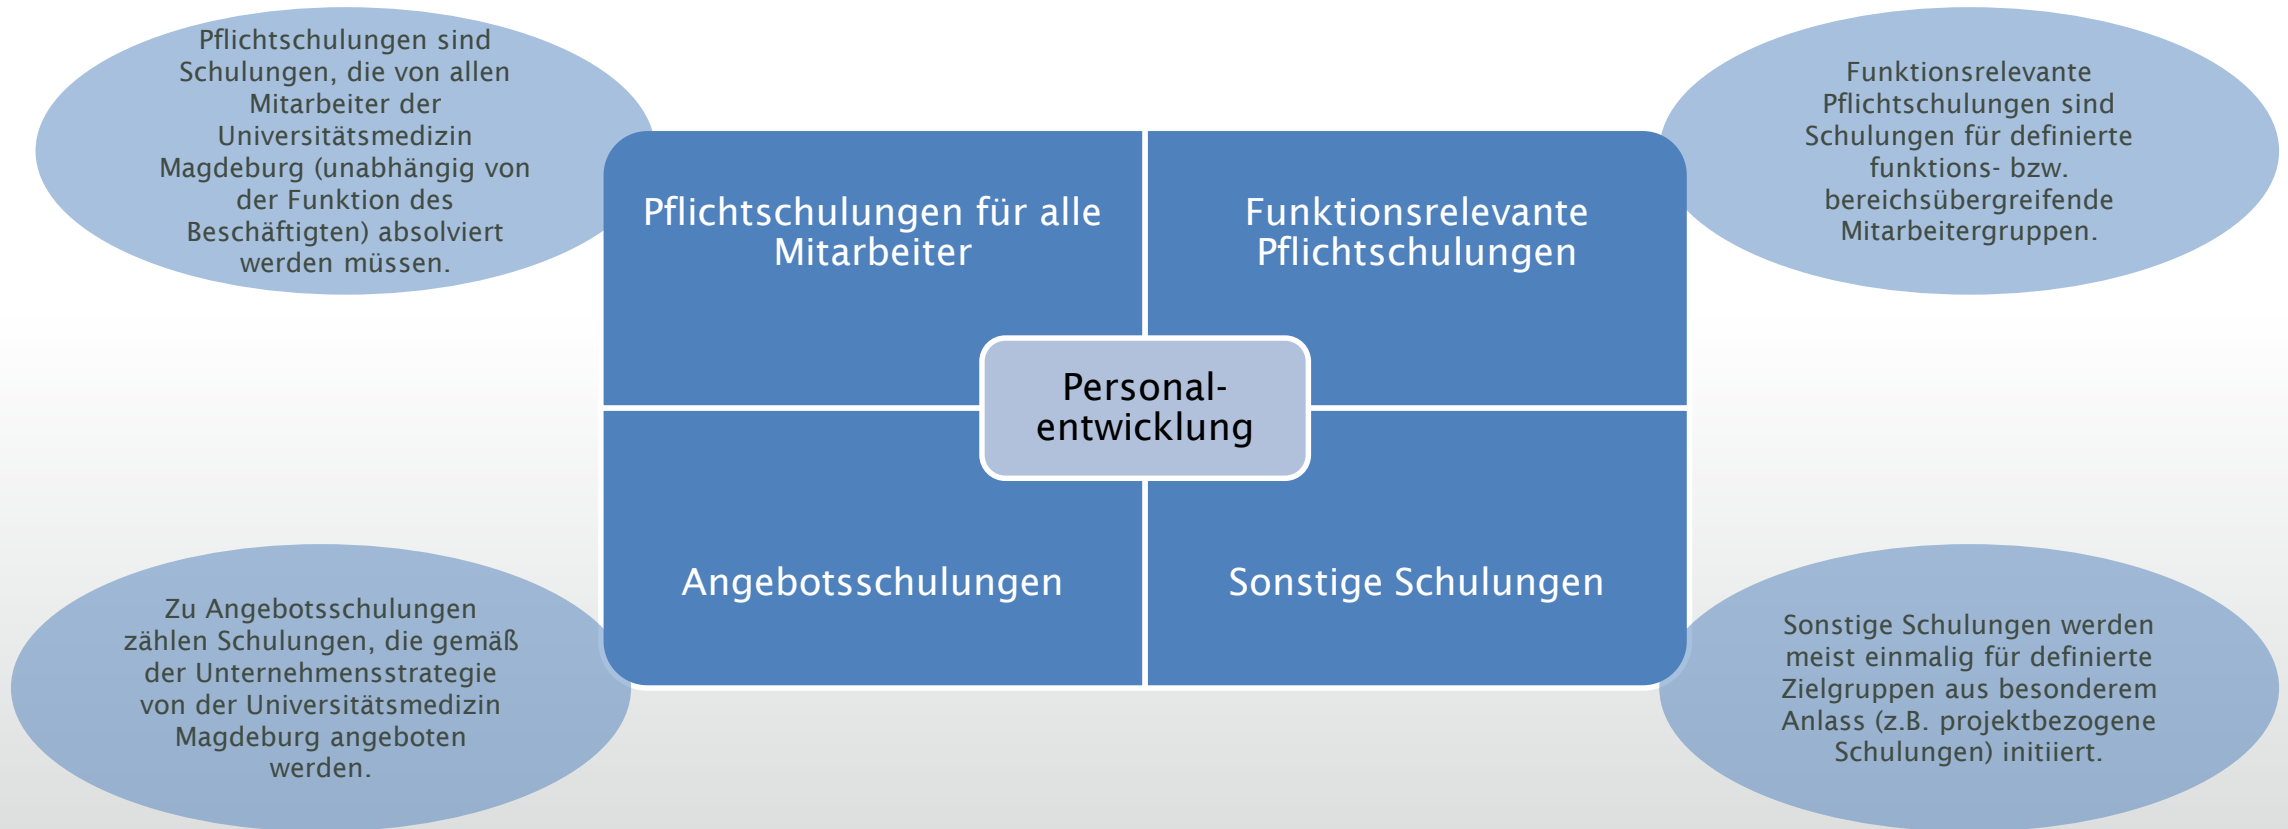 Pflichtschulungen sind
Schulungen, die von allen
Mitarbeiter der
Universitätsmedizin
Magdeburg (unabhängig von
der Funktion des
Beschäftigten) absolviert
werden müssen.
Pflichtschulungen für alle
Mitarbeiter
Funktionsrelevante
Pflichtschulungen
Funktionsrelevante
Pflichtschulungen sind
Schulungen für definierte
funktions- bzw.
bereichsübergreifende
Mitarbeitergruppen.
Personal-
entwicklung
Zu Angebotsschulungen
zählen Schulungen, die gemäß
der Unternehmensstrategie
von der Universitätsmedizin
Magdeburg angeboten
werden.
Angebotsschulungen
Sonstige Schulungen
Sonstige Schulungen werden
meist einmalig für definierte
Zielgruppen aus besonderem
Anlass (z.B. projektbezogene
Schulungen) initiiert.